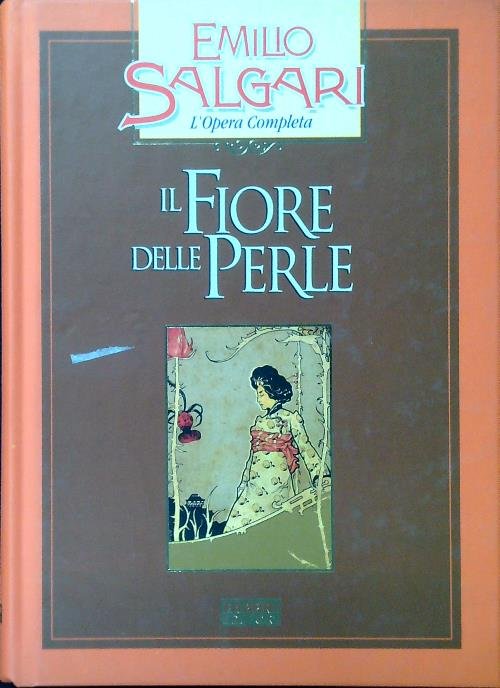 EMILIO
SALGARI
L'Opera Completa
IL FIORE
DELLE PERLE